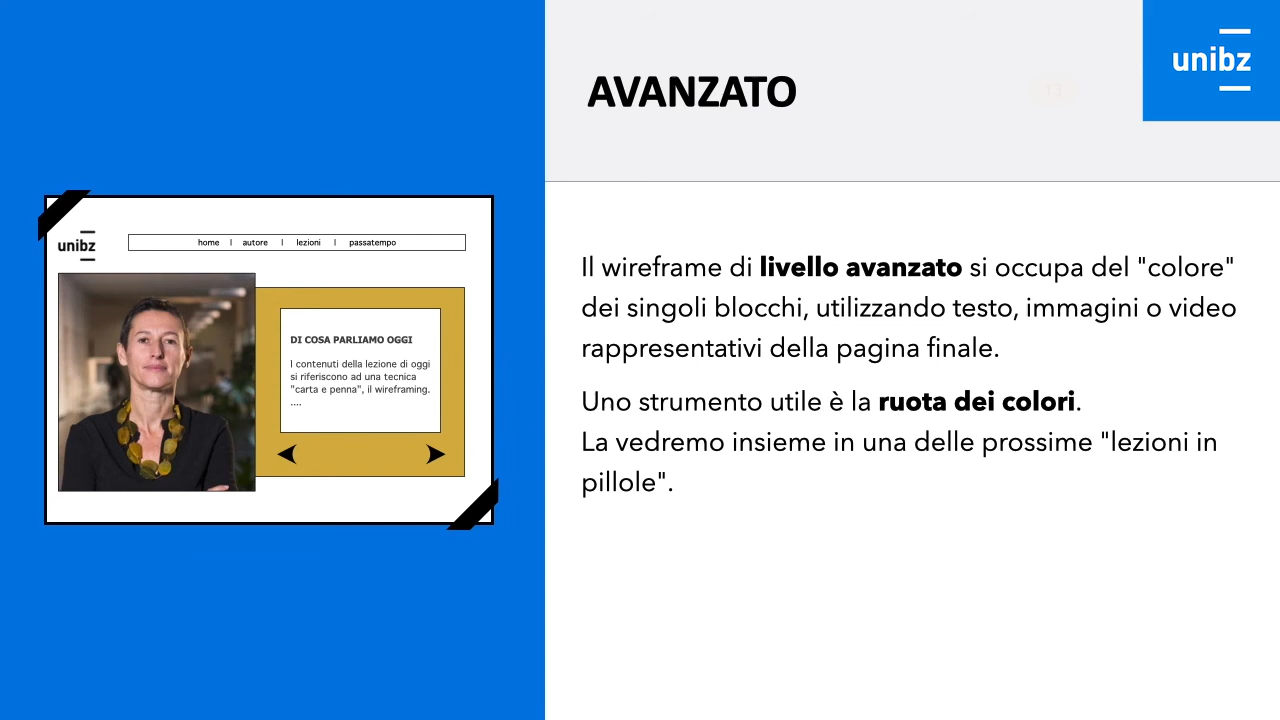 AVANZATO
unibz
unibz
home | autore | lezioni | passatempo
DI COSA PARLIAMO OGGI
I contenuti della lezione di oggi
si riferiscono ad una tecnica
"carta e penna", il wireframing.
....
Il wireframe di livello avanzato si occupa del "colore"
dei singoli blocchi, utilizzando testo, immagini o video
rappresentativi della pagina finale.
Uno strumento utile è la ruota dei colori.
La vedremo insieme in una delle prossime "lezioni in
pillole".